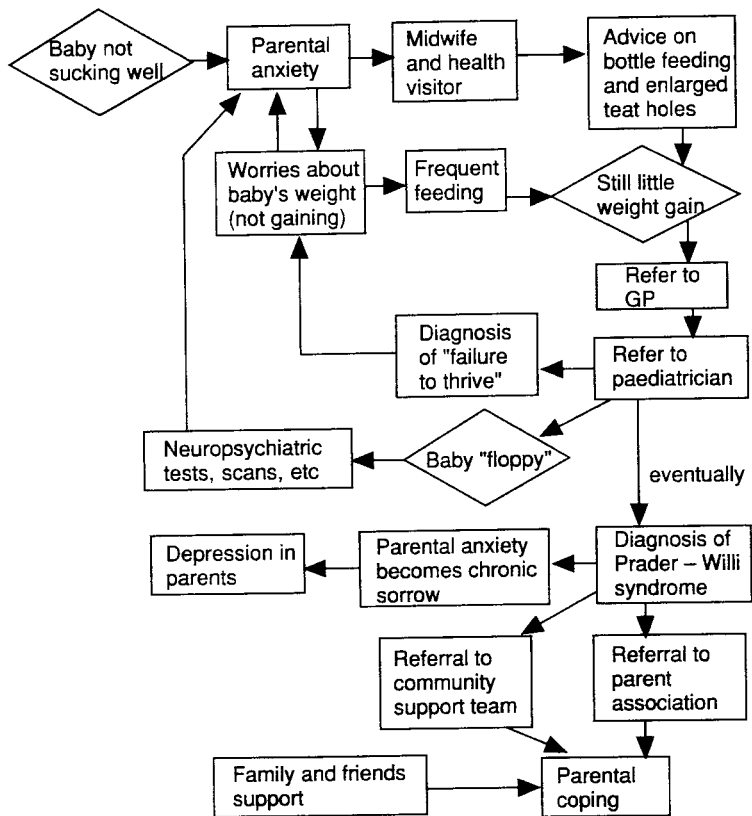 Baby not
sucking well
Parental
anxiety
Midwife
and health
visitor
Advice on
bottle feeding
and enlarged
teat holes
Worries about
baby's weight
(not gaining)
Frequent
feeding
Still little
weight gain
Refer to
GP
Diagnosis
of "failure
to thrive"
Refer to
paediatrician
Neuropsychiatric
tests, scans, etc
Baby "floppy"
eventually
Depression in
parents
Parental anxiety
becomes chronic
sorrow
Diagnosis of
Prader – Willi
syndrome
Referral to
community
support team
Referral to
parent
association
Family and friends
support
Parental
coping